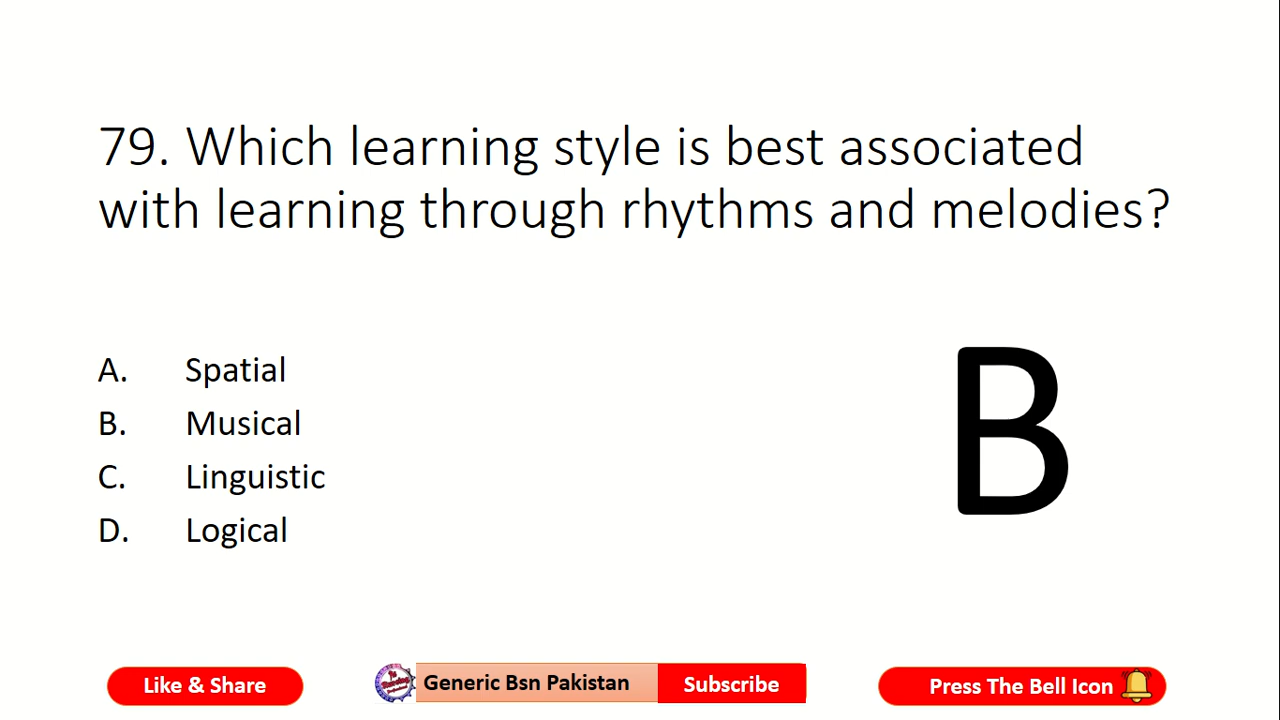 79. Which learning style is best associated
with learning through rhythms and melodies?
A. Spatial
B. Musical
C. Linguistic
D. Logical
B
Like & Share
Generic Bsn Pakistan
Subscribe
Press The Bell Icon